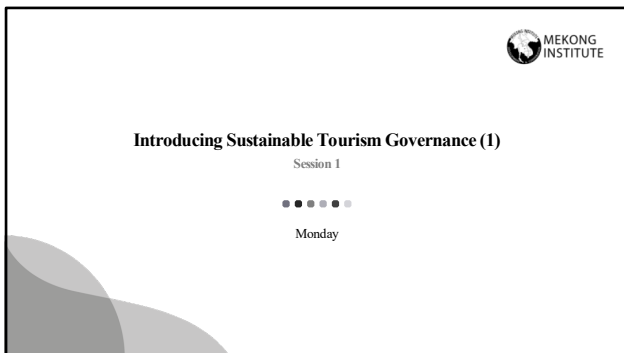 MEKONG
INSTITUTE
Introducing Sustainable Tourism Governance (1)
Session 1
Monday